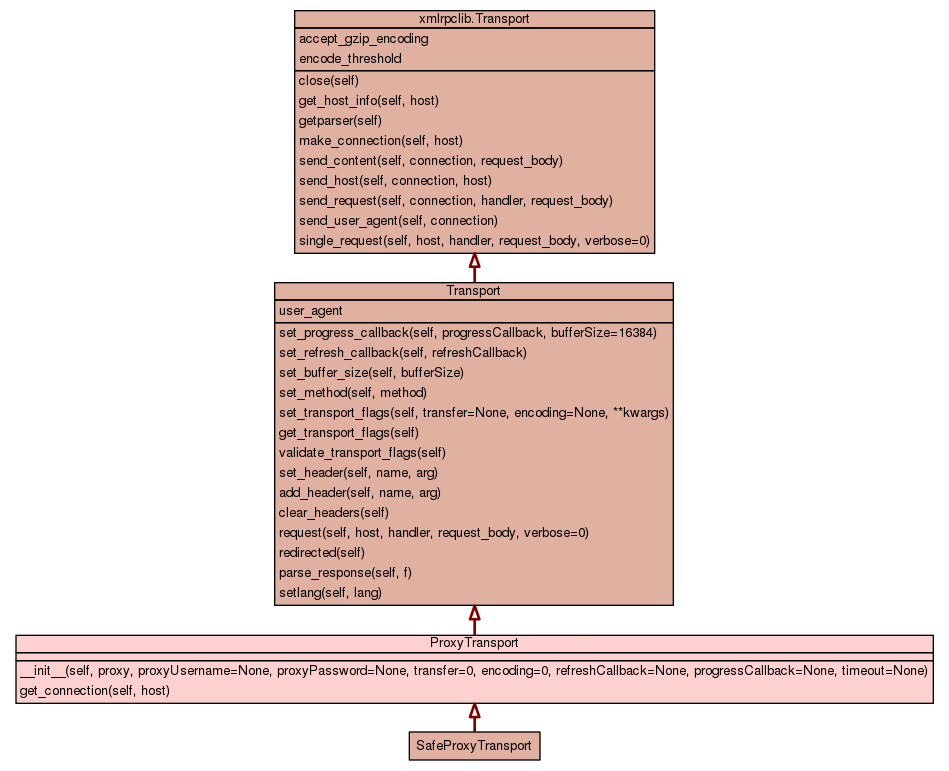 xmlrpclib.Transport
accept_gzip_encoding
encode_threshold
close(self)
get_host_info(self, host)
getparser(self)
make_connection(self, host)
send_content(self, connection, request_body)
send_host(self, connection, host)
send_request(self, connection, handler, request_body)
send_user_agent(self, connection)
single_request(self, host, handler, request_body, verbose=0)
Transport
user_agent
set_progress_callback(self, progressCallback, bufferSize=16384)
set_refresh_callback(self, refreshCallback)
set_buffer_size(self, bufferSize)
set_method(self, method)
set_transport_flags(self, transfer=None, encoding=None, **kwargs)
get_transport_flags(self)
validate_transport_flags(self)
set_header(self, name, arg)
add_header(self, name, arg)
clear_headers(self)
request(self, host, handler, request_body, verbose=0)
redirected(self)
parse_response(self, f)
setlang(self, lang)
ProxyTransport
__init__(self, proxy, proxyUsername=None, proxyPassword=None, transfer=0, encoding=0, refreshCallback=None, progressCallback=None, timeout=None)
get_connection(self, host)
SafeProxyTransport